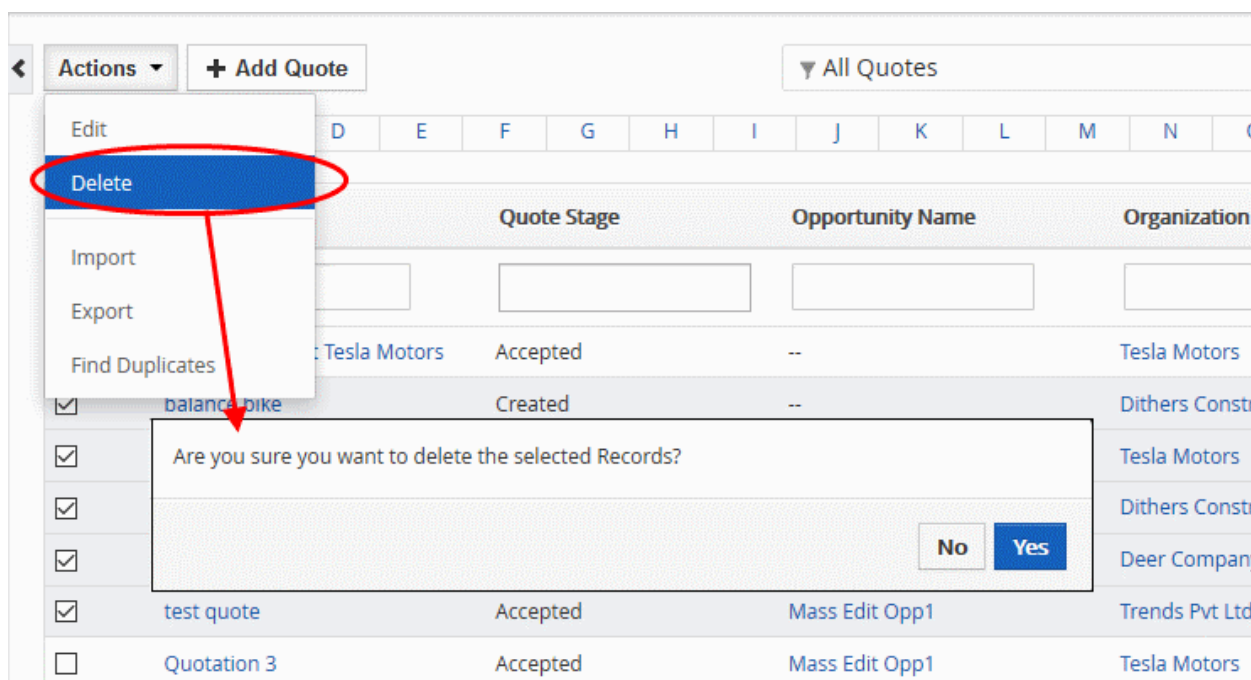 Actions + Add Quote All Quotes
Edit D E F G H I J K L M N
Delete
Quote Stage Opportunity Name Organization
Import
Export
Tesla Motors Accepted -- Tesla Motors
Find Duplicates
balance bike Created -- Dithers Constr
Are you sure you want to delete the selected Records? Tesla Motors
Dithers Constr
No Yes Deer Company
test quote Accepted Mass Edit Opp1 Trends Pvt Ltd
Quotation 3 Accepted Mass Edit Opp1 Tesla Motors